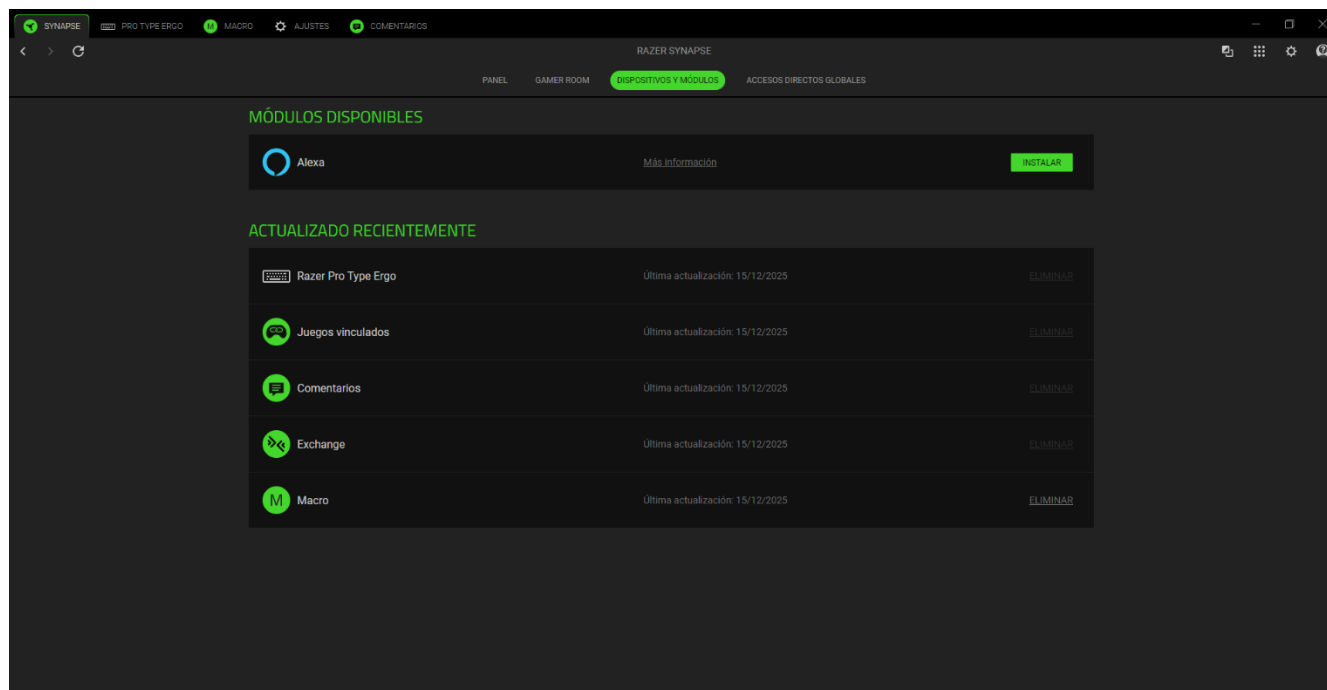 SYNAPSE PRO TYPE ERGO M MACRO AJUSTES COMENTARIOS
RAZER SYNAPSE
PANEL GAMER ROOM DISPOSITIVOS Y MÓDULOS ACCESOS DIRECTOS GLOBALES
MÓDULOS DISPONIBLES
Alexa Más información INSTALAR
ACTUALIZADO RECIENTEMENTE
Razer Pro Type Ergo Última actualización: 15/12/2025 ELIMINAR
Juegos vinculados Última actualización: 15/12/2025 ELIMINAR
Comentarios Última actualización: 15/12/2025 ELIMINAR
Exchange Última actualización: 15/12/2025 ELIMINAR
M Macro Última actualización: 15/12/2025 ELIMINAR